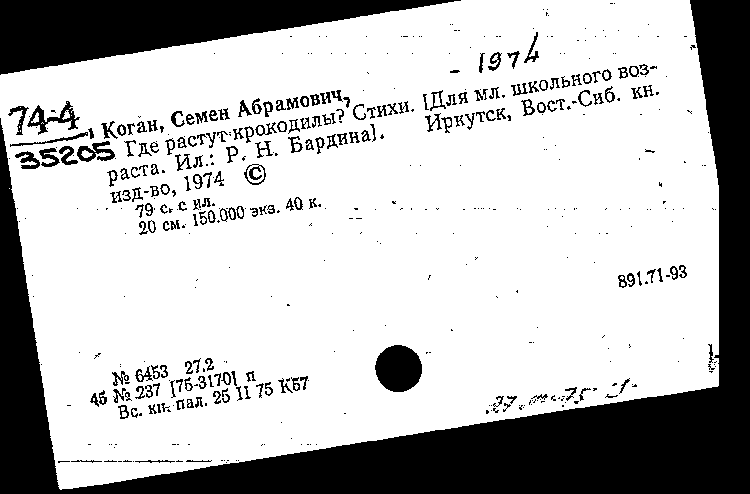 - 1974
74-4
35205
Коган, Семен Абрамович,
Где растут крокодилы? Стихи. [Для мл. школьного воз-
раста. Ил.: Р. Н. Бардина]. Иркутск, Вост.-Сиб. кн.
изд-во, 1974 ©
79 с. с ил.
20 см. 150.000 экз. 40 к.
891.71-93
№ 6453 27.2
45 № 237 [75-3170] п
Вс. кн. пал. 25 II 75 К57